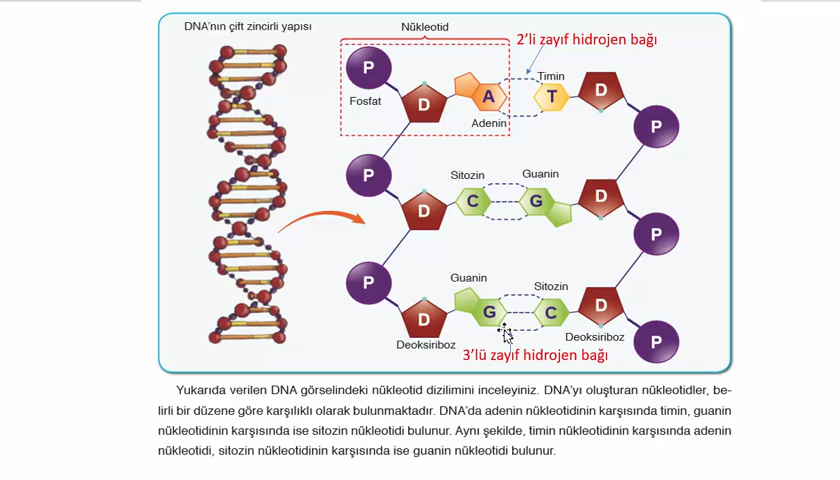 DNA'nın çift zincirli yapısı
Nükleotid
2'li zayıf hidrojen bağı
P
Fosfat
D
A
Adenin
Timin
T
D
P
P
D
Sitozin
C
Guanin
G
D
P
P
D
Deoksiriboz
Guanin
G
Sitozin
C
D
Deoksiriboz
P
3'lü zayıf hidrojen bağı
Yukarıda verilen DNA görselindeki nükleotid dizilimini inceleyiniz. DNA'yı oluşturan nükleotidler, be-
lirli bir düzene göre karşılıklı olarak bulunmaktadır. DNA'da adenin nükleotidinin karşısında timin, guanin
nükleotidinin karşısında ise sitozin nükleotidi bulunur. Aynı şekilde, timin nükleotidinin karşısında adenin
nükleotidi, sitozin nükleotidinin karşısında ise guanin nükleotidi bulunur.